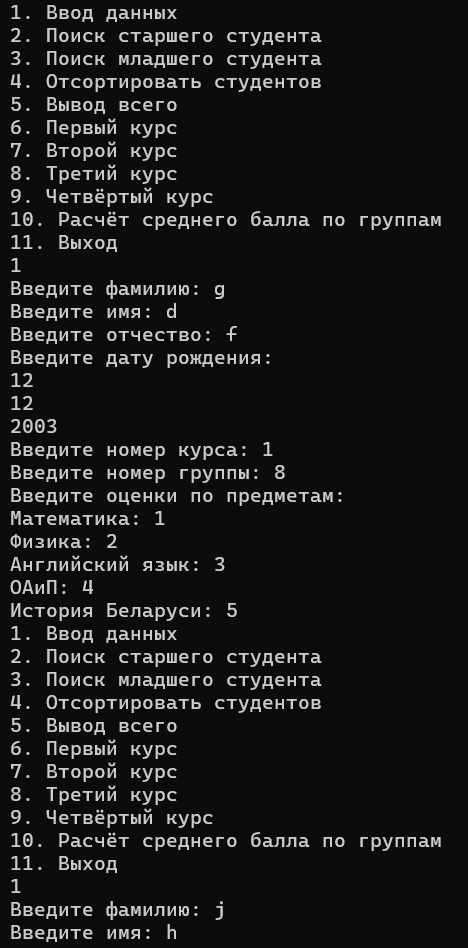 1. Ввод данных
2. Поиск старшего студента
3. Поиск младшего студента
4. Отсортировать студентов
5. Вывод всего
6. Первый курс
7. Второй курс
8. Третий курс
9. Четвёртый курс
10. Расчёт среднего балла по группам
11. Выход
1
Введите фамилию: g
Введите имя: d
Введите отчество: f
Введите дату рождения:
12
12
2003
Введите номер курса: 1
Введите номер группы: 8
Введите оценки по предметам:
Математика: 1
Физика: 2
Английский язык: 3
ОАиП: 4
История Беларуси: 5
1. Ввод данных
2. Поиск старшего студента
3. Поиск младшего студента
4. Отсортировать студентов
5. Вывод всего
6. Первый курс
7. Второй курс
8. Третий курс
9. Четвёртый курс
10. Расчёт среднего балла по группам
11. Выход
1
Введите фамилию: j
Введите имя: h